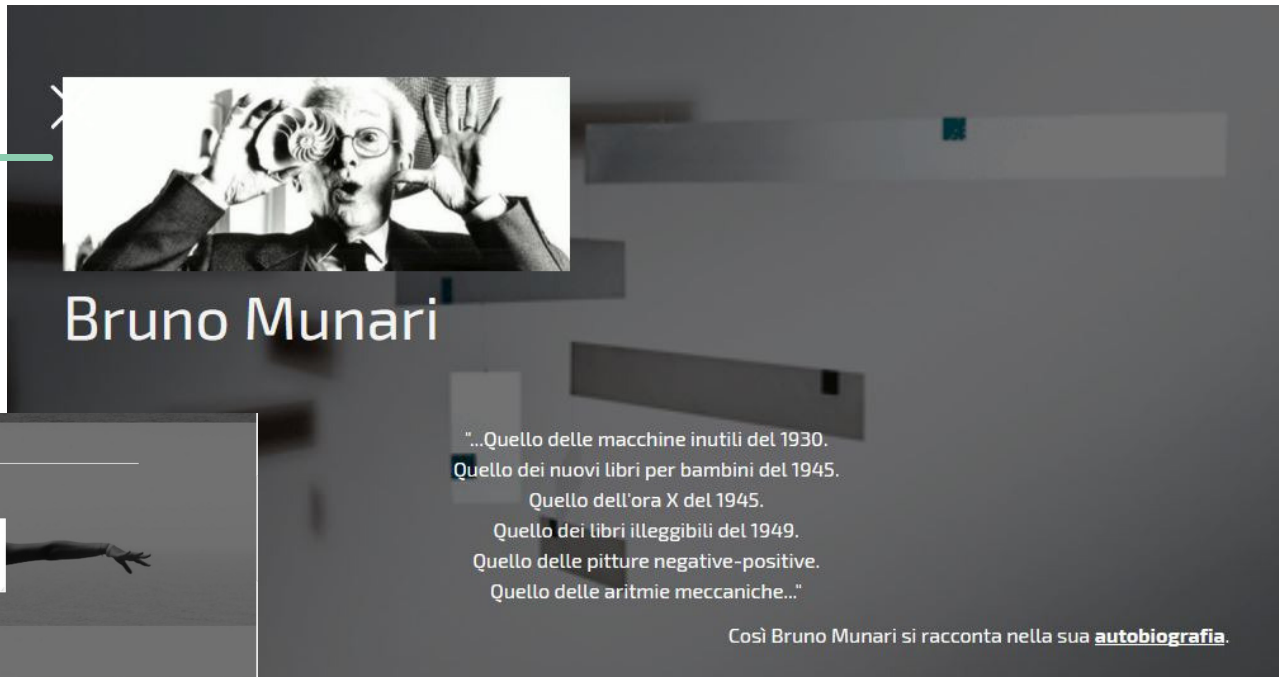 Bruno Munari
"...Quello delle macchine inutili del 1930.
Quello dei nuovi libri per bambini del 1945.
Quello dell'ora X del 1945.
Quello dei libri illeggibili del 1949.
Quello delle pitture negative-positive.
Quello delle aritmie meccaniche..."
Così Bruno Munari si racconta nella sua autobiografia.